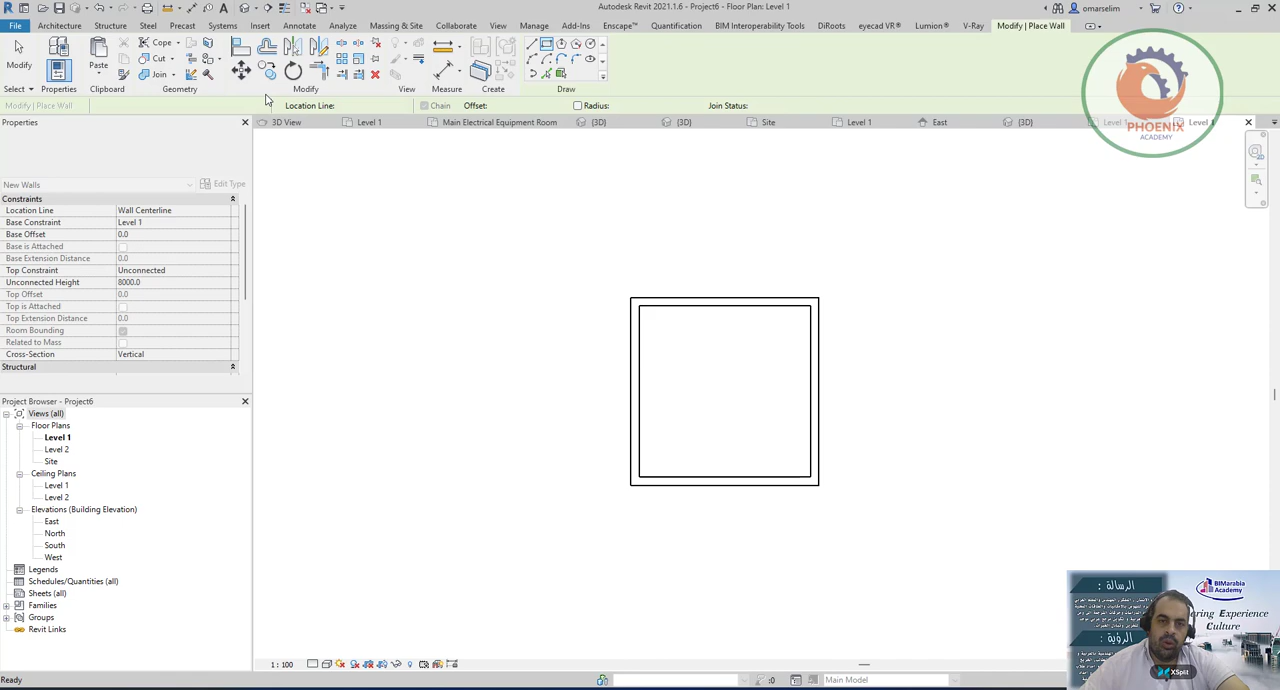 Autodesk Revit 2021.1.6 - Project6 - Floor Plan: Level 1
omarselim
File Architecture Structure Steel Precast Systems Insert Annotate Analyze Massing & Site Collaborate View Manage Add-Ins Enscape™ Quantification BIM Interoperability Tools DiRoots eyecad VR® Lumion® V-Ray Modify | Place Wall
Cope
Cut
Join
Modify Properties Paste
Select Properties Clipboard Geometry Modify View Measure Create Draw
Modify | Place Wall Location Line: Chain Offset: Radius: Join Status:
Properties
3D View Level 1 Main Electrical Equipment Room {3D} {3D} Site Level 1 East {3D} Level 1 Level 1
PHOENIX
ACADEMY
New Walls Edit Type
Constraints
Location Line Wall Centerline
Base Constraint Level 1
Base Offset 0.0
Base is Attached
Base Extension Distance 0.0
Top Constraint Unconnected
Unconnected Height 8000.0
Top Offset 0.0
Top is Attached
Top Extension Distance 0.0
Room Bounding
Related to Mass
Cross-Section Vertical
Structural
Project Browser - Project6
Views (all)
Floor Plans
Level 1
Level 2
Site
Ceiling Plans
Level 1
Level 2
Elevations (Building Elevation)
East
North
South
West
Legends
Schedules/Quantities (all)
Sheets (all)
Families
Groups
Revit Links
1 : 100
Ready
:0
Main Model
الرسالة :
الرؤية :
BIMarabia
Academy
ering Experience
Culture
XSplit